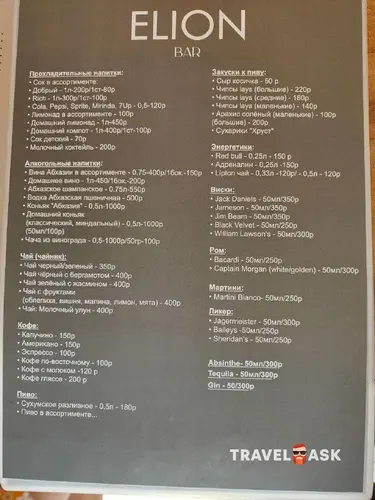 ELION
BAR
Прохладительные напитки:
• Сок в ассортименте:
• Добрый - 1л-200р/1ст-80р
• Rich - 1л-300р/1ст-100р
• Cola, Pepsi, Sprite, Mirinda, 7Up - 0,5-120р
• Лимонад в ассортименте - 100р
• Домашний лимонад - 1л-450р
• Домашний компот - 1л-400р/1ст-100р
• Сок детский - 70р
• Молочный коктейль - 200р
Алкогольные напитки:
• Вина Абхазии в ассортименте - 0,75-400р/1бок.-150р
• Домашнее вино - 1л-450/1бок.-200р
• Абхазское шампанское - 0,75л-550р
• Водка Абхазская пшеничная - 500р
• Коньяк "Абхазия"- 0,5л-1000р
• Домашний коньяк
(классический, миндальный) - 0,5л-1000р
(50мл/100р)
• Чача из винограда - 0,5-1000р/50гр-100р
Чай (чайник):
• Чай черный/зеленый - 350р
• Чай черный с бергамотом - 400р
• Чай зелёный с жасмином - 400р
• Чай с фруктами
(облепиха, вишня, малина, лимон, мята) - 400р
• Чай: Молочный улун - 400р
Кофе:
• Капучино - 150р
• Американо - 150р
• Эспрессо - 100р
• Кофе по-восточному - 100р
• Кофе с молоком -120 р
• Кофе глясе - 200 р
Пиво:
• Сухумское разливное - 0,5л - 180р
• Пиво в ассортименте...
Закуски к пиву:
• Сыр косичка - 50 р
• Чипсы lays (большие) - 220р
• Чипсы lays (средние) - 160р
• Чипсы lays (маленькие) - 140р
• Арахис соленый (маленькие) - 100р
(большие) - 200р
• Сухарики "Хруст"
Энергетики:
• Red bull - 0,25л - 150 р
• Адреналин - 0,25л - 150р
• Lipton чай - 0,33л -120р/ 0,5л - 120р
Виски:
• Jack Daniels - 50мл/350р
• Jameson - 50мл/350р
• Jim Beam - 50мл/350р
• Black Velvet - 50мл/250р
• William Lawson's - 50мл/300р
Ром:
• Bacardi - 50мл/250р
• Captain Morgan (white/golden) - 50мл/300р
Мартини:
• Martini Bianco- 50мл/250р
Ликер:
• Jagermeister - 50мл/300р
• Baileys -50мл/250р
• Sheridan's - 50мл/250р
Absinthe- 50мл/300р
Tequila - 50мл/300р
Gin - 50/300р
TRAVEL ASK